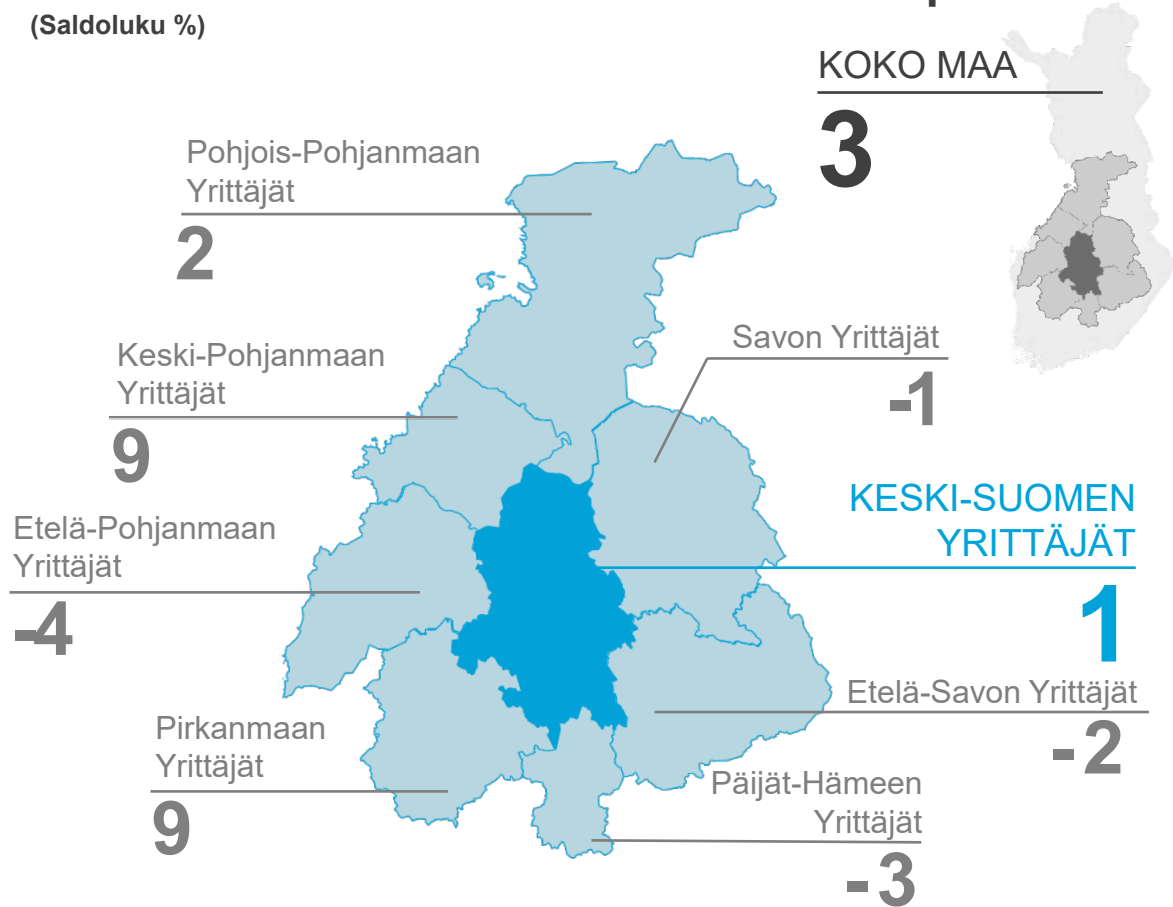 (Saldoluku %)
KOKO MAA
3
Pohjois-Pohjanmaan
Yrittäjät
2
Keski-Pohjanmaan
Yrittäjät
9
Savon Yrittäjät
-1
KESKI-SUOMEN
YRITTÄJÄT
1
Etelä-Pohjanmaan
Yrittäjät
-4
Etelä-Savon Yrittäjät
-2
Pirkanmaan
Yrittäjät
9
Päijät-Hämeen
Yrittäjät
-3